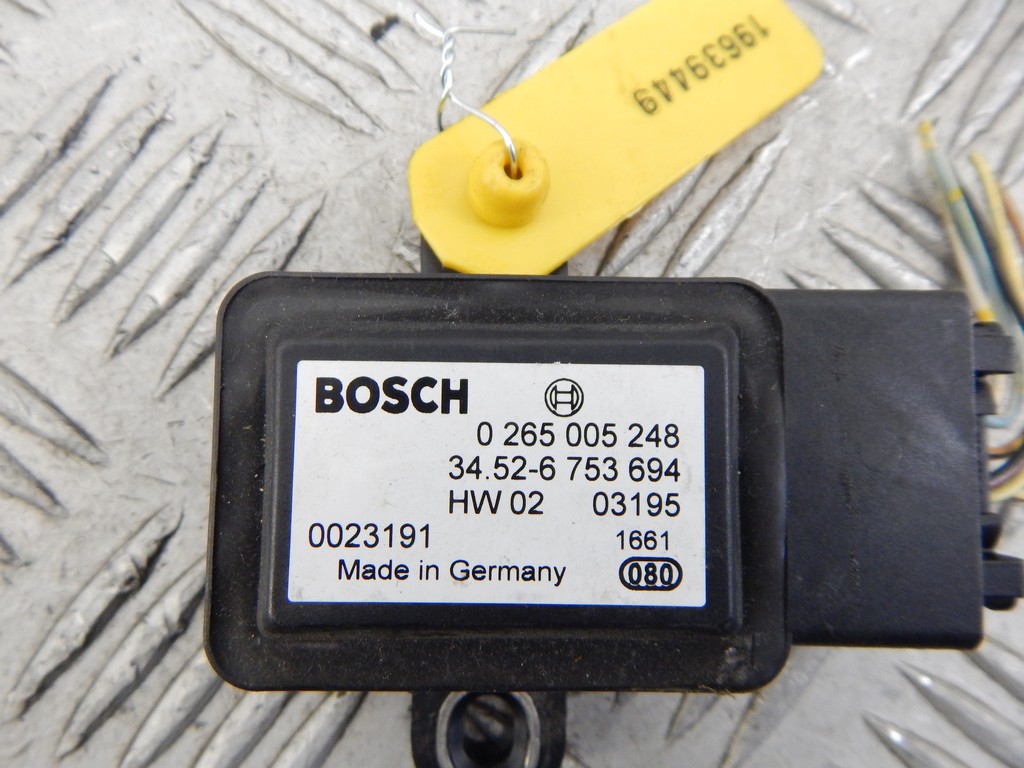 19639449
BOSCH
0 265 005 248
34.52-6 753 694
HW 02 03195
0023191 1661
Made in Germany 080